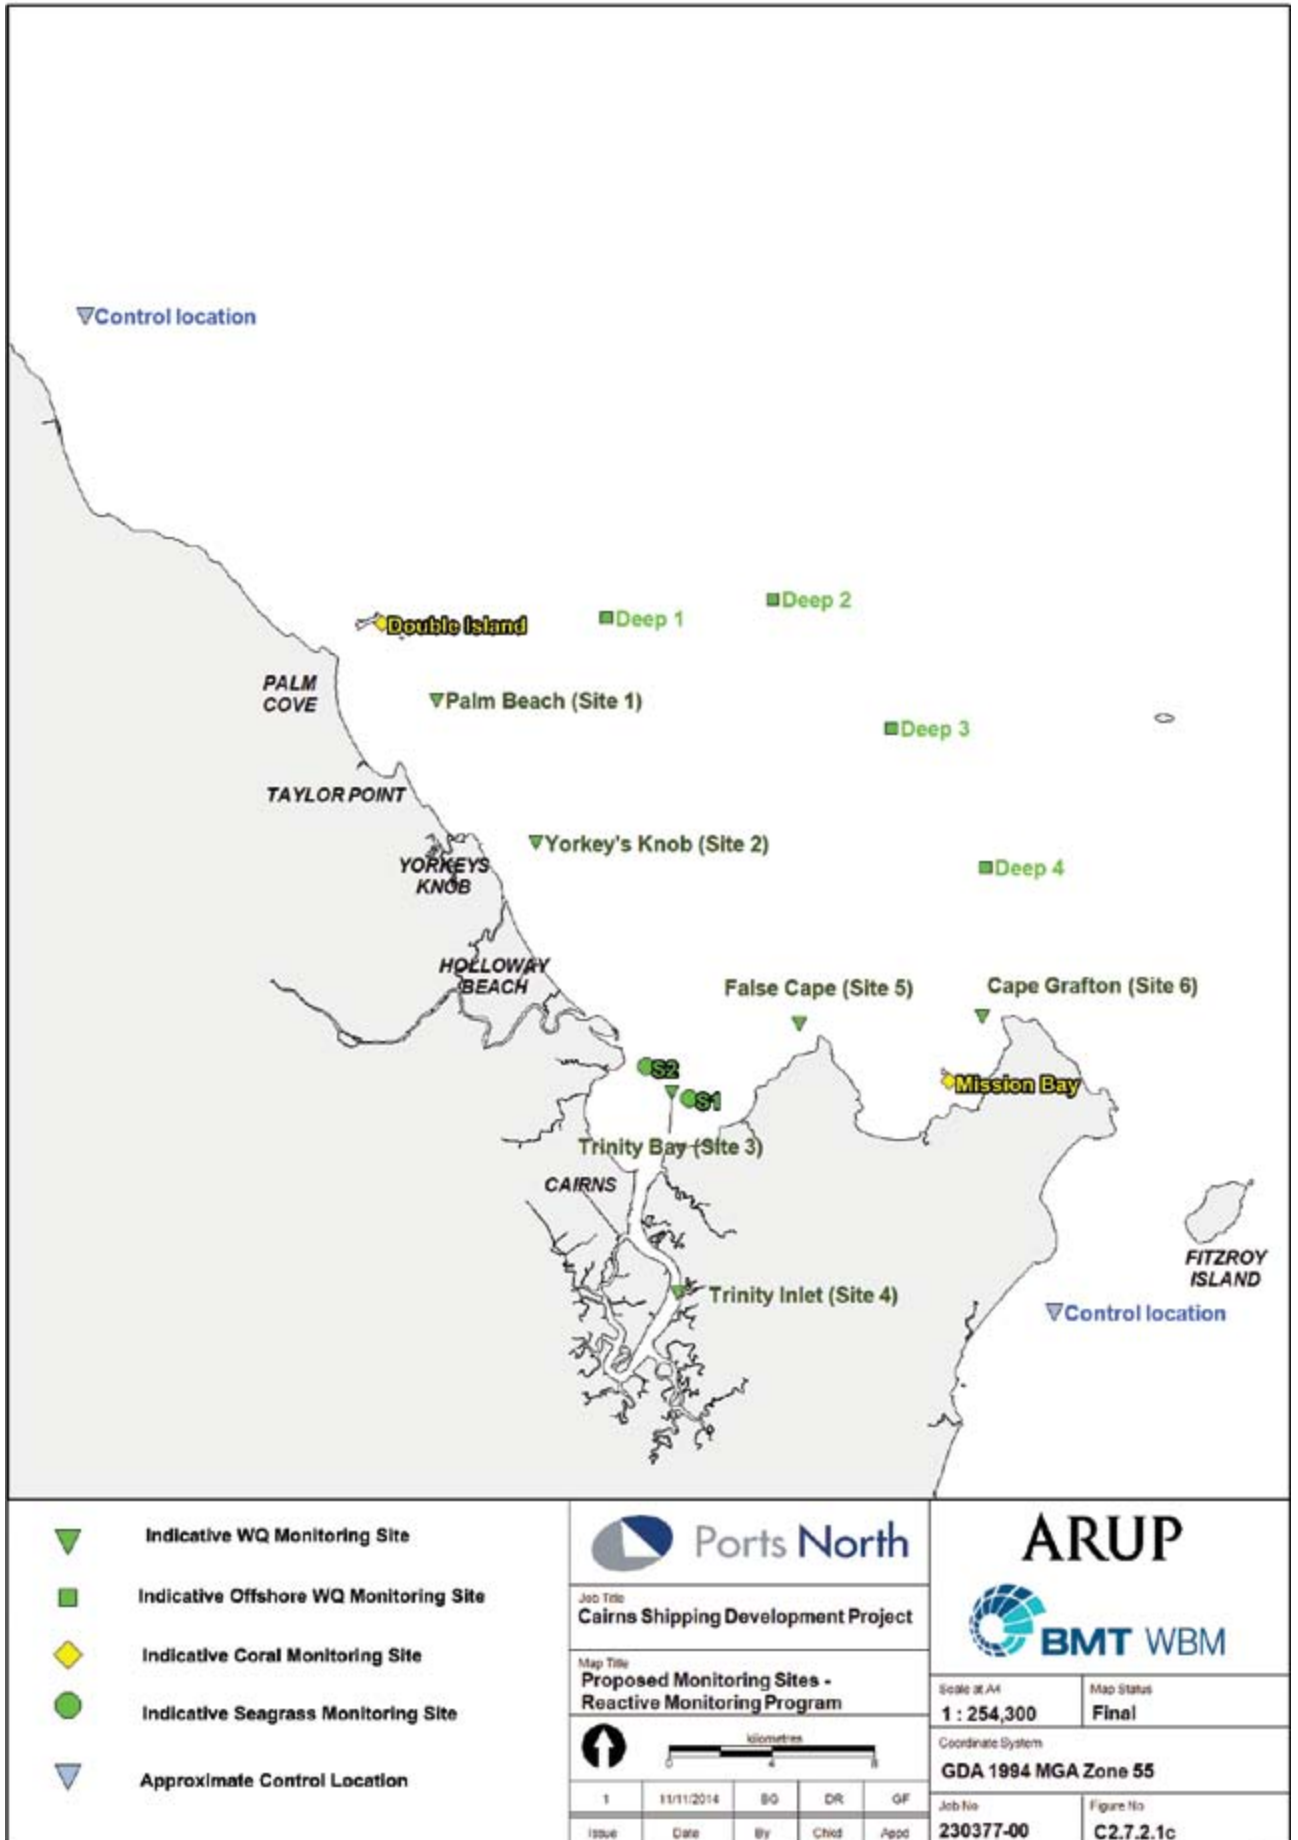 Control location
Double Island
Deep 1
Deep 2
PALM
COVE
Palm Beach (Site 1)
Deep 3
TAYLOR POINT
Yorkey's Knob (Site 2)
YORKEYS
KNOB
Deep 4
HOLLOWAY
BEACH
False Cape (Site 5)
Cape Grafton (Site 6)
S2
S1
Mission Bay
Trinity Bay (Site 3)
CAIRNS
FITZROY
ISLAND
Trinity Inlet (Site 4)
Control location
Indicative WQ Monitoring Site
Indicative Offshore WQ Monitoring Site
Indicative Coral Monitoring Site
Indicative Seagrass Monitoring Site
Approximate Control Location
Ports North
Job Title
Cairns Shipping Development Project
Map Title
Proposed Monitoring Sites -
Reactive Monitoring Program
kilometres
0 4 8
1 11/11/2014 BG DR GF
Issue Date By Chkd Appd
ARUP
BMT WBM
Scale at A4 Map Status
1 : 254,300 Final
Coordinate System
GDA 1994 MGA Zone 55
Job No Figure No
230377-00 C2.7.2.1c